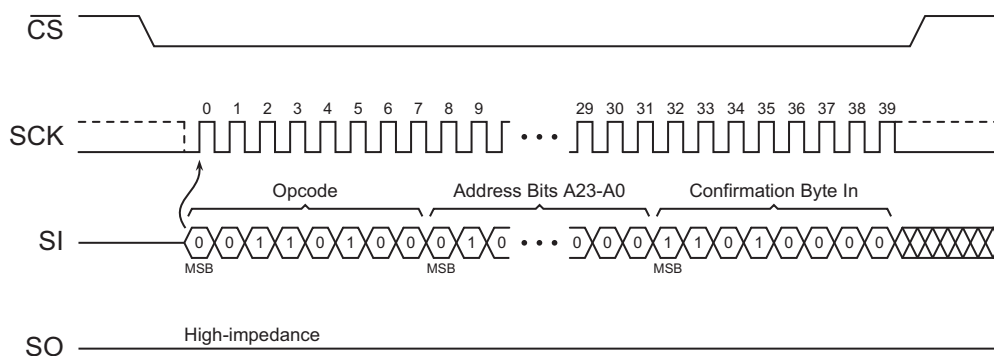 CS
0 1 2 3 4 5 6 7 8 9 29 30 31 32 33 34 35 36 37 38 39
SCK
Opcode Address Bits A23-A0 Confirmation Byte In
SI 0 0 1 1 0 1 0 0 0 1 0 0 0 0 1 1 0 1 0 0 0 0
MSB MSB MSB
High-impedance
SO